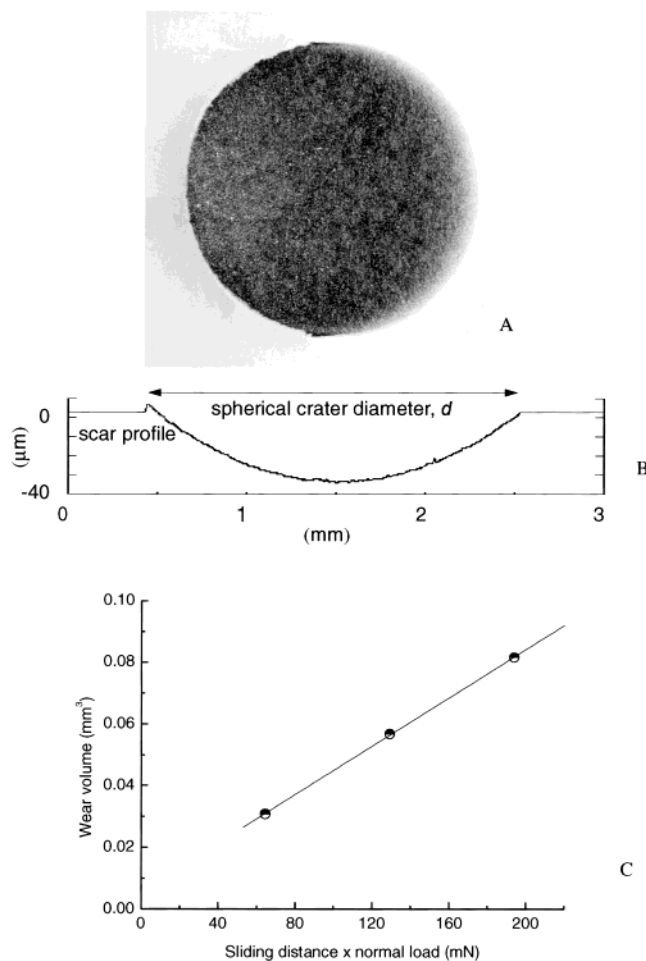 A
spherical crater diameter, d
0
scar profile
(μm)
B
-40
0 1 2 3
(mm)
0.10
0.08
0.06
0.04
0.02
0.00
Wear volume (mm³)
C
0 40 80 120 160 200
Sliding distance x normal load (mN)